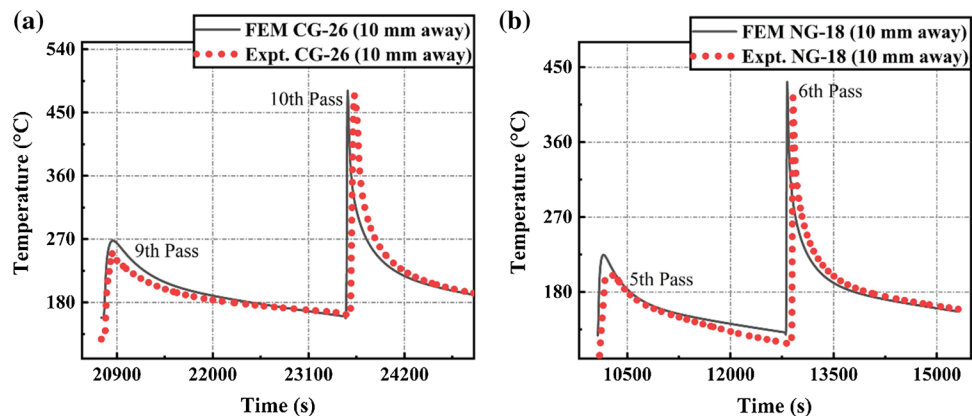 (a)
FEM CG-26 (10 mm away)
Expt. CG-26 (10 mm away)
540
450
360
270
180
Temperature (°C)
10th Pass
9th Pass
20900 22000 23100 24200
Time (s)
(b)
FEM NG-18 (10 mm away)
Expt. NG-18 (10 mm away)
450
360
270
180
Temperature (°C)
6th Pass
5th Pass
10500 12000 13500 15000
Time (s)